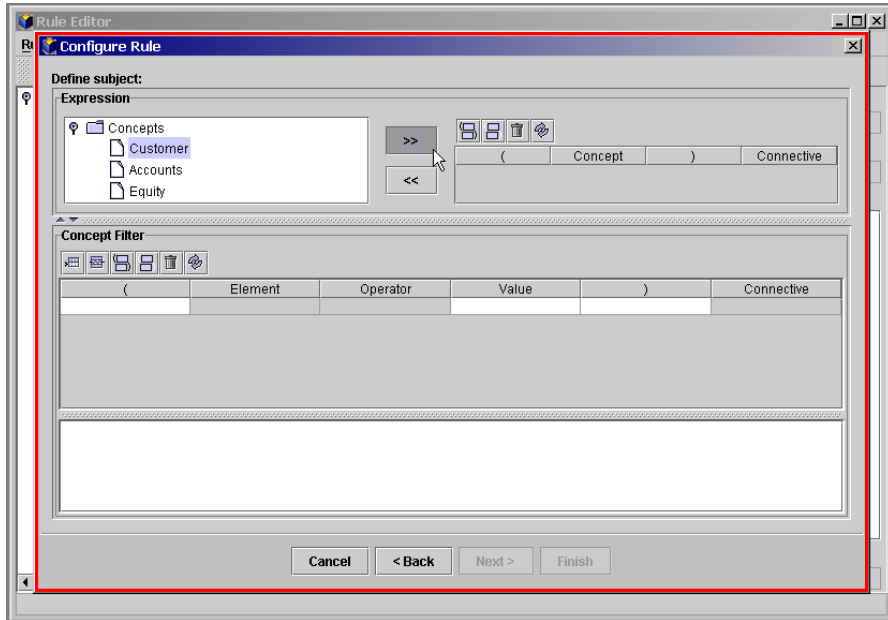 Rule Editor
Configure Rule
Define subject:
Expression
Concepts
Customer
Accounts
Equity
>>
<<
( Concept ) Connective
Concept Filter
( Element Operator Value ) Connective
Cancel < Back Next > Finish